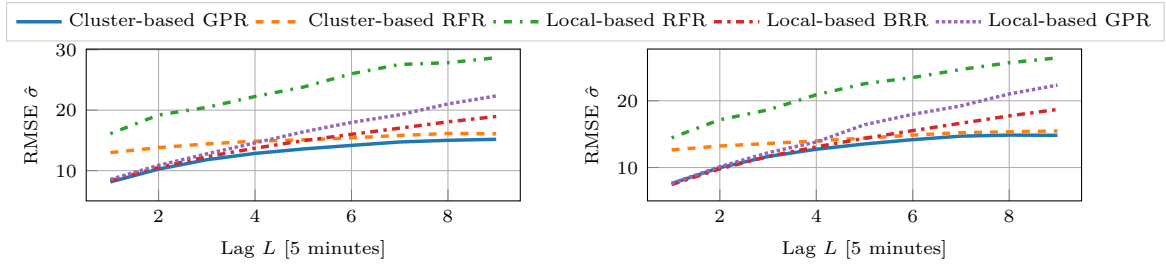 Cluster-based GPR Cluster-based RFR Local-based RFR Local-based BRR Local-based GPR
30
20
10
RMSE σ̂
2 4 6 8
Lag L [5 minutes]
20
10
RMSE σ̂
2 4 6 8
Lag L [5 minutes]